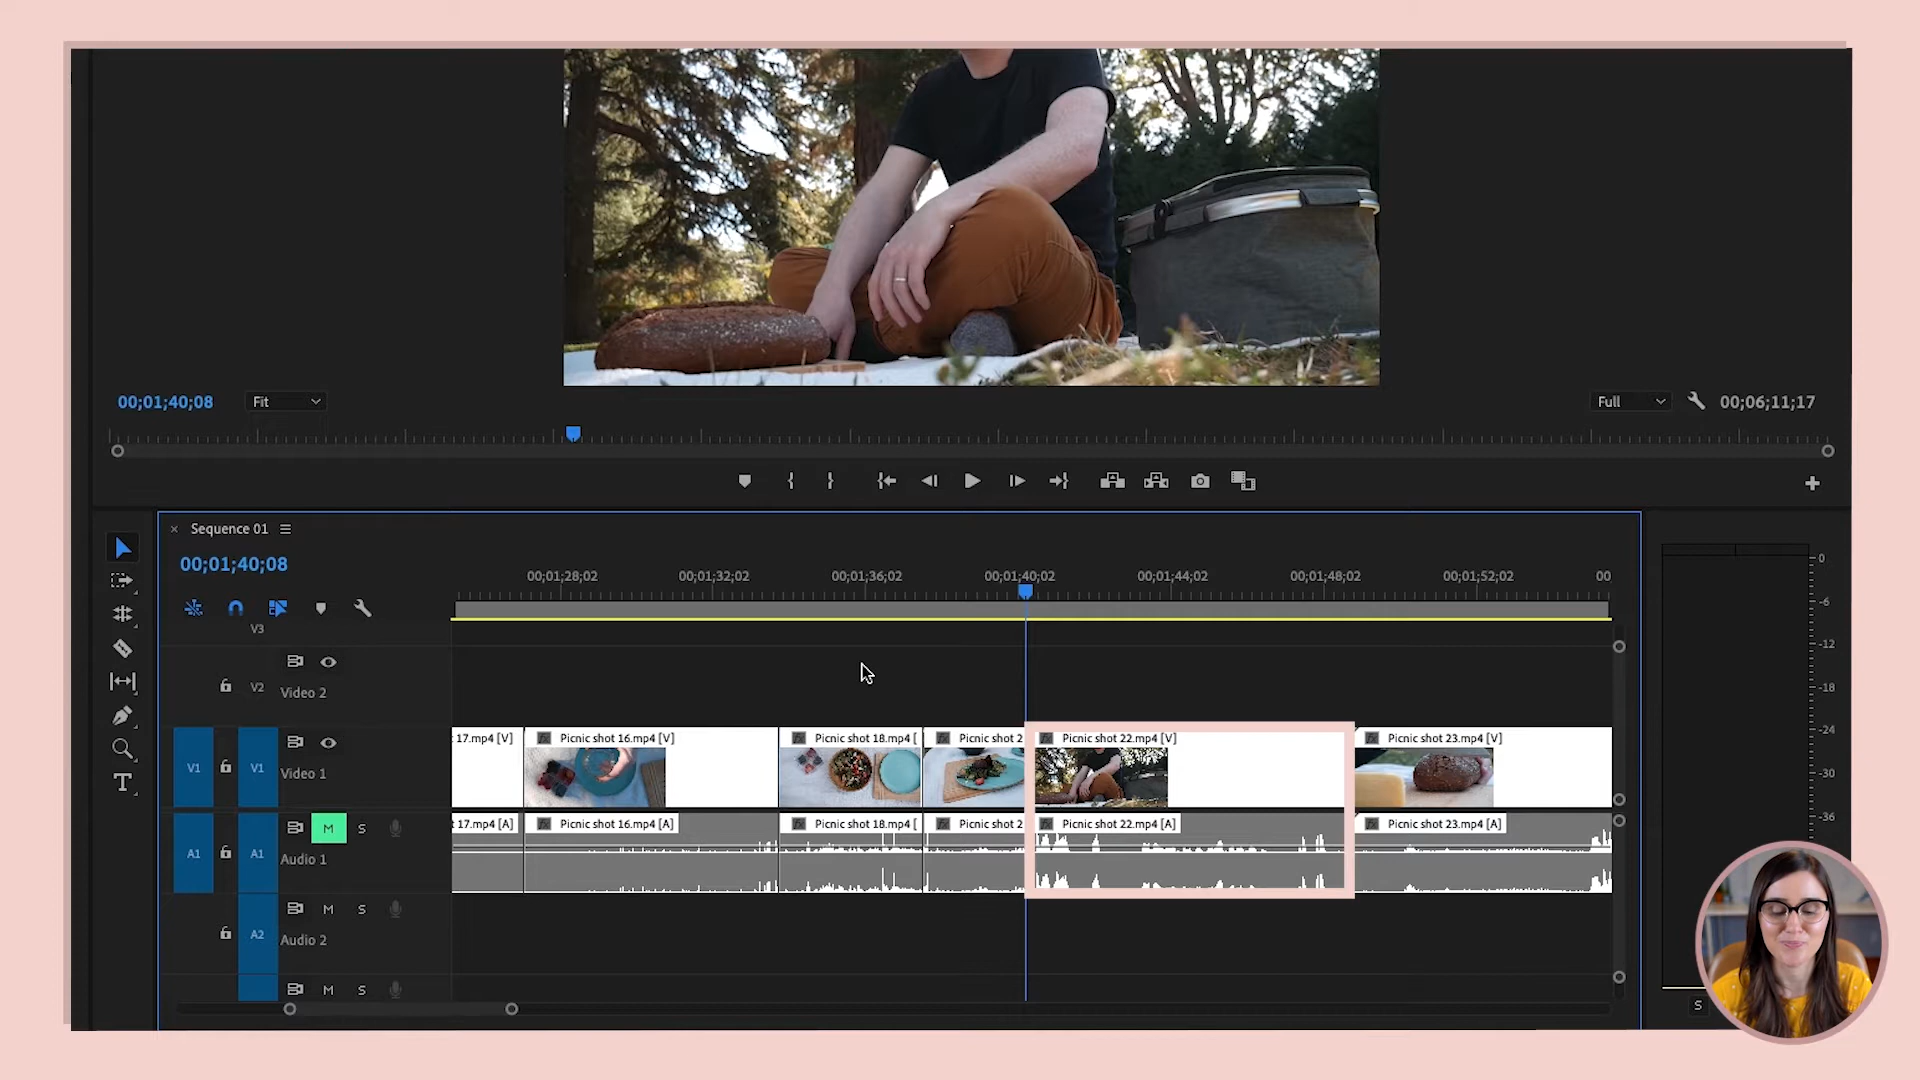 00;01;40;08
Fit
Full
00;06;11;17
Sequence 01
00;01;40;08
00;01;28;02
00;01;32;02
00;01;36;02
00;01;40;02
00;01;44;02
00;01;48;02
00;01;52;02
00
0
-6
-12
-18
-24
-30
-36
V3
V2
Video 2
17.mp4 [V]
Picnic shot 16.mp4 [V]
Picnic shot 18.mp4 [
Picnic shot 2
Picnic shot 22.mp4 [V]
Picnic shot 23.mp4 [V]
V1
V1
Video 1
17.mp4 [A]
Picnic shot 16.mp4 [A]
Picnic shot 18.mp4 [
Picnic shot 2
Picnic shot 22.mp4 [A]
Picnic shot 23.mp4 [A]
M
S
A1
A1
Audio 1
M
S
A2
Audio 2
M
S
S